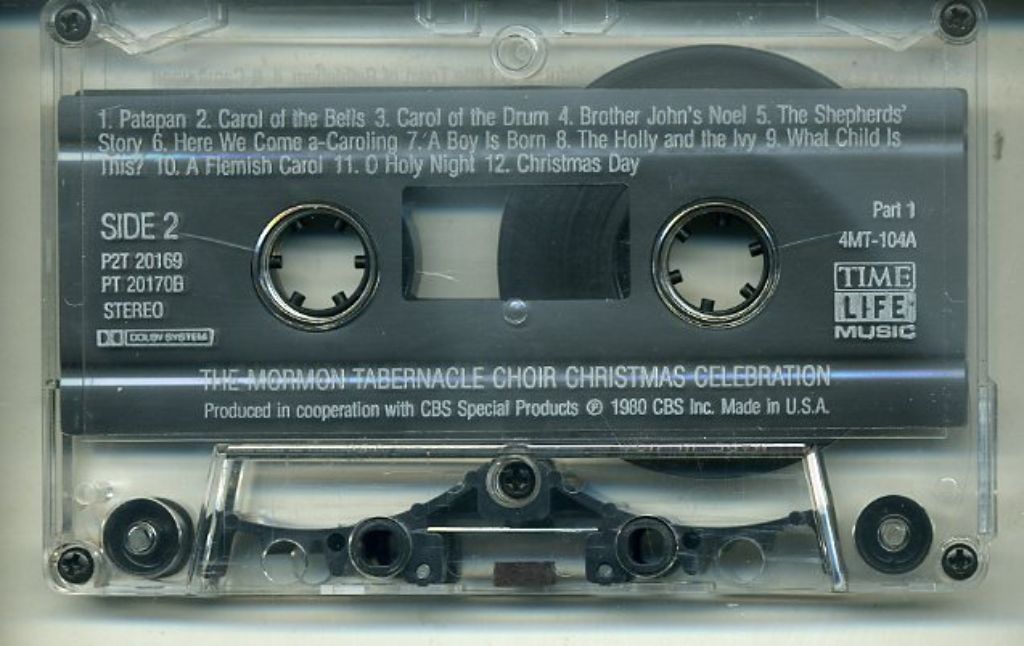 1. Patapan 2. Carol of the Bells 3. Carol of the Drum 4. Brother John's Noel 5. The Shepherds'
Story 6. Here We Come a-Caroling 7. A Boy Is Born 8. The Holly and the Ivy 9. What Child Is
This? 10. A Flemish Carol 11. O Holy Night 12. Christmas Day
SIDE 2
P2T 20169
PT 20170B
STEREO
DOLBY SYSTEM
Part 1
4MT-104A
TIME
LIFE
MUSIC
THE MORMON TABERNACLE CHOIR CHRISTMAS CELEBRATION
Produced in cooperation with CBS Special Products ℗ 1980 CBS Inc. Made in U.S.A.